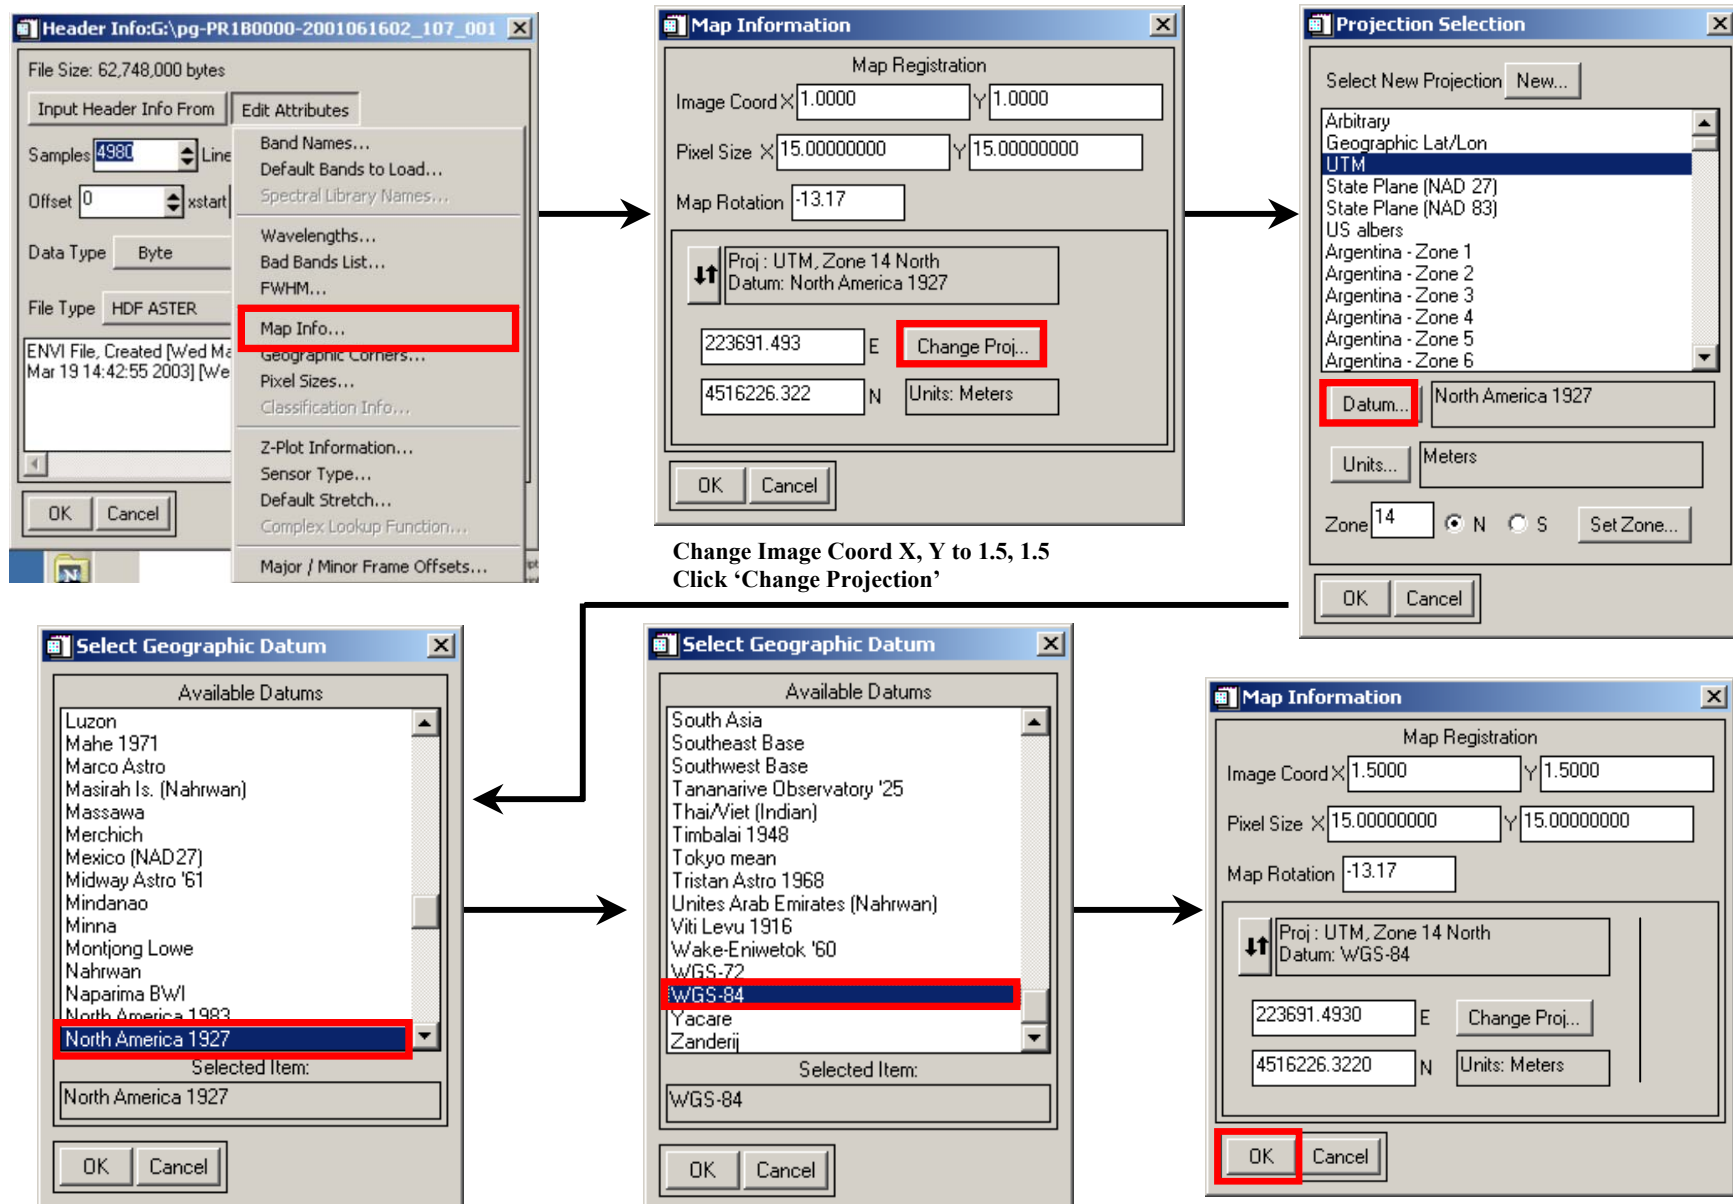 Header Info:G:\pg-PR1B0000-2001061602_107_001
File Size: 62,748,000 bytes
Input Header Info From
Edit Attributes
Samples 4980
Line
Offset 0
xstart
Data Type Byte
File Type HDF ASTER
ENVI File, Created [Wed Ma
Mar 19 14:42:55 2003] [We
OK Cancel
Band Names...
Default Bands to Load...
Spectral Library Names...
Wavelengths...
Bad Bands List...
FWHM...
Map Info...
Geographic Corners...
Pixel Sizes...
Classification Info...
Z-Plot Information...
Sensor Type...
Default Stretch...
Complex Lookup Function...
Major / Minor Frame Offsets...
N
Map Information
Map Registration
Image Coord X 1.0000 Y 1.0000
Pixel Size X 15.00000000 Y 15.00000000
Map Rotation -13.17
Proj : UTM, Zone 14 North
Datum: North America 1927
223691.493 E Change Proj...
4516226.322 N Units: Meters
OK Cancel
Change Image Coord X, Y to 1.5, 1.5
Click ‘Change Projection’
Projection Selection
Select New Projection New...
Arbitrary
Geographic Lat/Lon
UTM
State Plane (NAD 27)
State Plane (NAD 83)
US albers
Argentina - Zone 1
Argentina - Zone 2
Argentina - Zone 3
Argentina - Zone 4
Argentina - Zone 5
Argentina - Zone 6
Datum... North America 1927
Units... Meters
Zone 14 N S Set Zone...
OK Cancel
Select Geographic Datum
Available Datums
Luzon
Mahe 1971
Marco Astro
Masirah Is. (Nahrwan)
Massawa
Merchich
Mexico (NAD27)
Midway Astro '61
Mindanao
Minna
Montjong Lowe
Nahrwan
Naparima BWI
North America 1983
North America 1927
Selected Item:
North America 1927
OK Cancel
Select Geographic Datum
Available Datums
South Asia
Southeast Base
Southwest Base
Tananarive Observatory '25
Thai/Viet (Indian)
Timbalai 1948
Tokyo mean
Tristan Astro 1968
Unites Arab Emirates (Nahrwan)
Viti Levu 1916
Wake-Eniwetok '60
WGS-72
WGS-84
Yacare
Zanderij
Selected Item:
WGS-84
OK Cancel
Map Information
Map Registration
Image Coord X 1.5000 Y 1.5000
Pixel Size X 15.00000000 Y 15.00000000
Map Rotation -13.17
Proj : UTM, Zone 14 North
Datum: WGS-84
223691.4930 E Change Proj...
4516226.3220 N Units: Meters
OK Cancel